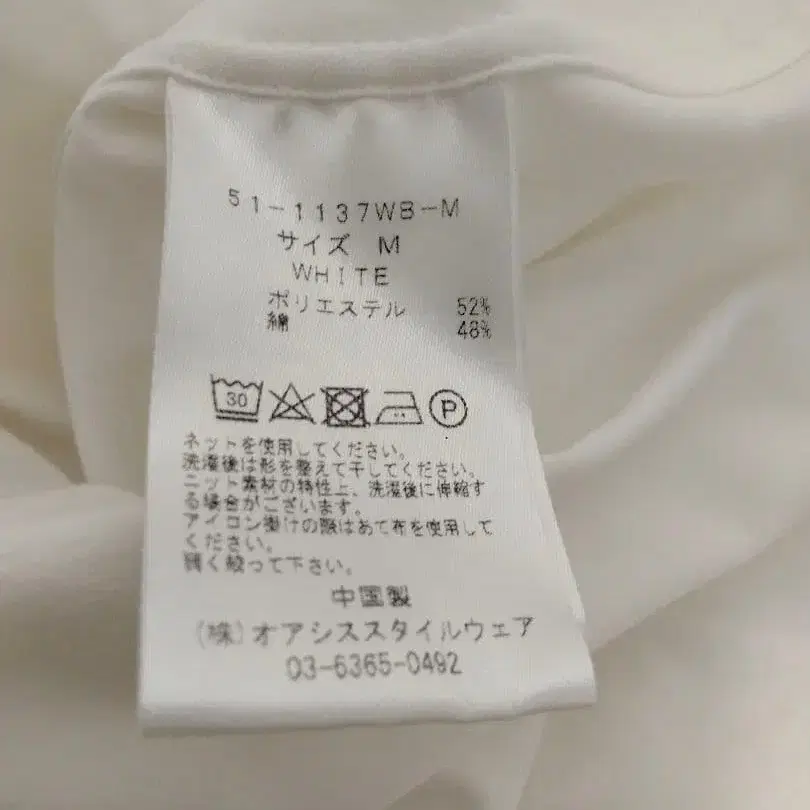 51-1137WB-M
サイズ M
WHITE
ポリエステル 52%
綿 48%
30 P
ネットを使用してください。
洗濯後は形を整えて干してください。
ニット素材の特性上、洗濯後に伸縮す
る場合がございます。
アイロン掛けの際はあて布を使用して
ください。
弱く絞って下さい。
中国製
(株)オアシススタイルウェア
03-6365-0492